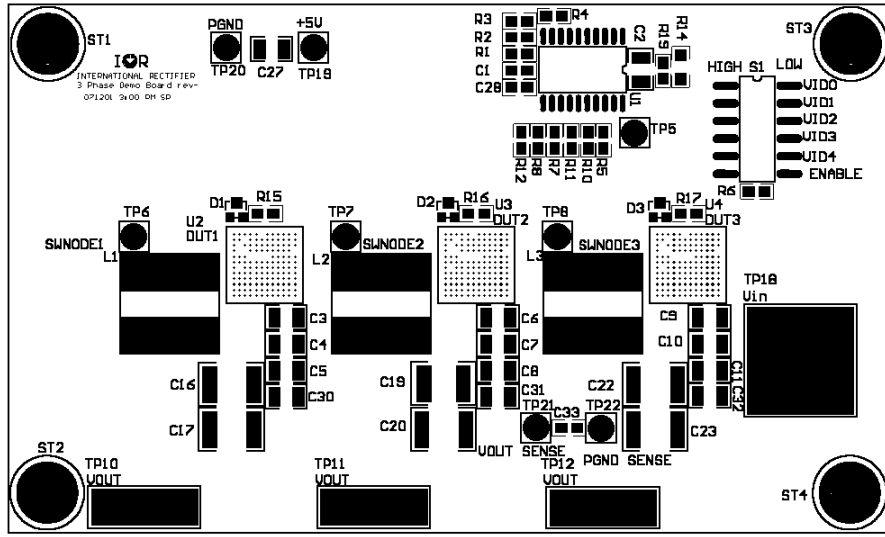 ST1
PGND
+5V
TP20
C27
TP19
IOR
INTERNATIONAL RECTIFIER
3 Phase Demo Board rev-
071201 3:00 PM SP
R3
R4
R2
R1
C1
C28
C2
R19
R14
U1
ST3
HIGH
S1
LOW
VID0
VID1
VID2
VID3
VID4
ENABLE
R6
TP5
R12
R8
R7
R11
R10
R5
TP6
SWNODE1
L1
U2
DUT1
D1
R15
TP7
SWNODE2
L2
D2
R16
U3
DUT2
TP8
SWNODE3
L3
D3
R17
U4
DUT3
TP18
Vin
C3
C4
C5
C30
C16
C17
C6
C7
C8
C31
C19
C20
C9
C10
C11
C32
C22
C23
TP21
C33
TP22
VOUT SENSE
PGND SENSE
ST2
TP10
VOUT
TP11
VOUT
TP12
VOUT
ST4